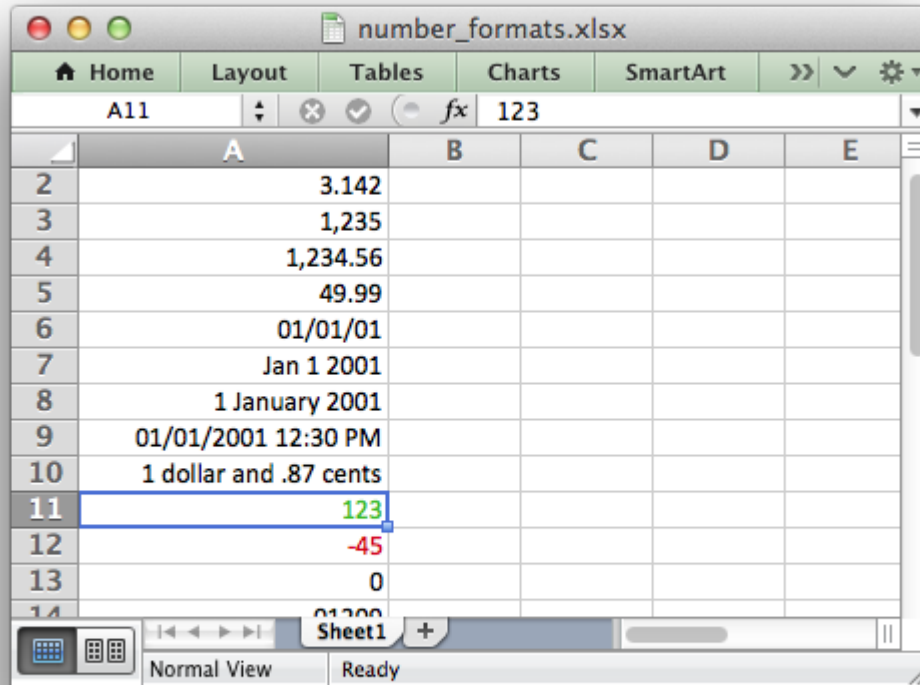 number_formats.xlsx
Home Layout Tables Charts SmartArt
A11 fx 123
A B C D E
2 3.142
3 1,235
4 1,234.56
5 49.99
6 01/01/01
7 Jan 1 2001
8 1 January 2001
9 01/01/2001 12:30 PM
10 1 dollar and .87 cents
11 123
12 -45
13 0
14 01209
Sheet1
Normal View Ready